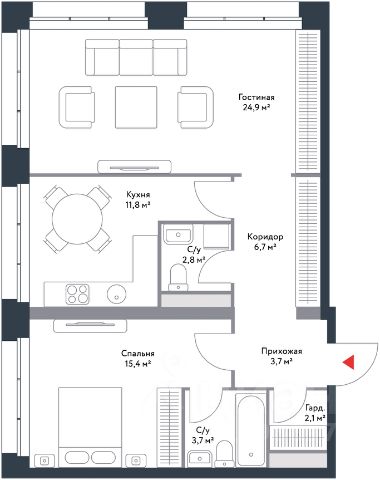 Гостиная
24,9 м²
Кухня
11,8 м²
Коридор
6,7 м²
С/у
2,8 м²
Спальня
15,4 м²
Прихожая
3,7 м²
С/у
3,7 м²
Гард.
2,1 м²